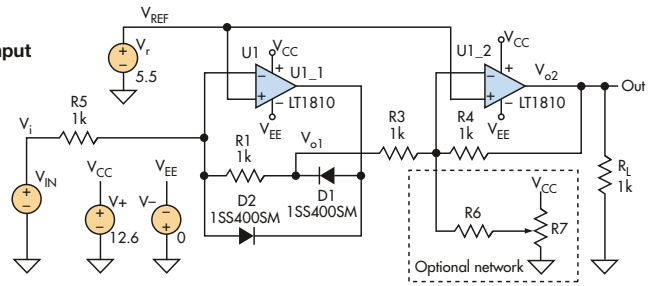 nput
V_REF
V_r
5.5
U1
V_CC
U1_1
LT1810
V_EE
U1_2
V_CC
V_o2
Out
LT1810
V_EE
V_i
R5
1k
V_IN
V_CC
V+
12.6
V_EE
V−
0
R1
1k
V_o1
D2
1SS400SM
D1
1SS400SM
R3
1k
R4
1k
R_L
1k
V_CC
R6
R7
Optional network